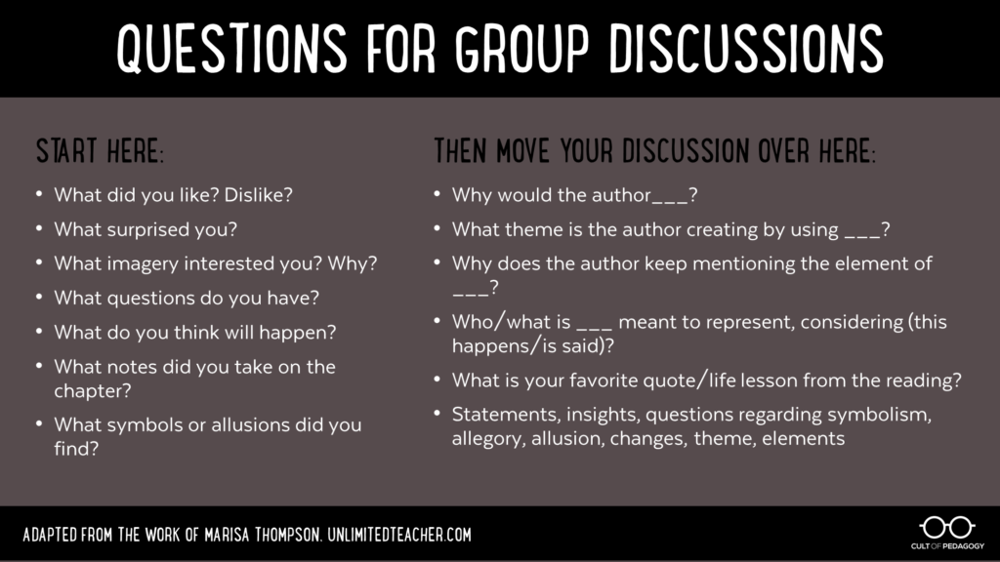 QUESTIONS FOR GROUP DISCUSSIONS
START HERE:
• What did you like? Dislike?
• What surprised you?
• What imagery interested you? Why?
• What questions do you have?
• What do you think will happen?
• What notes did you take on the
chapter?
• What symbols or allusions did you
find?
THEN MOVE YOUR DISCUSSION OVER HERE:
• Why would the author___?
• What theme is the author creating by using ___?
• Why does the author keep mentioning the element of
___?
• Who/what is ___ meant to represent, considering (this
happens/is said)?
• What is your favorite quote/life lesson from the reading?
• Statements, insights, questions regarding symbolism,
allegory, allusion, changes, theme, elements
ADAPTED FROM THE WORK OF MARISA THOMPSON. UNLIMITEDTEACHER.COM
CULT OF PEDAGOGY